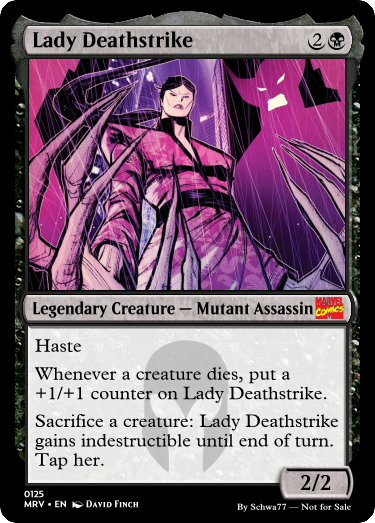 Lady Deathstrike 2
Legendary Creature — Mutant Assassin MARVEL COMICS
Haste
Whenever a creature dies, put a
+1/+1 counter on Lady Deathstrike.
Sacrifice a creature: Lady Deathstrike
gains indestructible until end of turn.
Tap her.
2/2
0125
MRV • EN DAVID FINCH By Schwa77 — Not for Sale